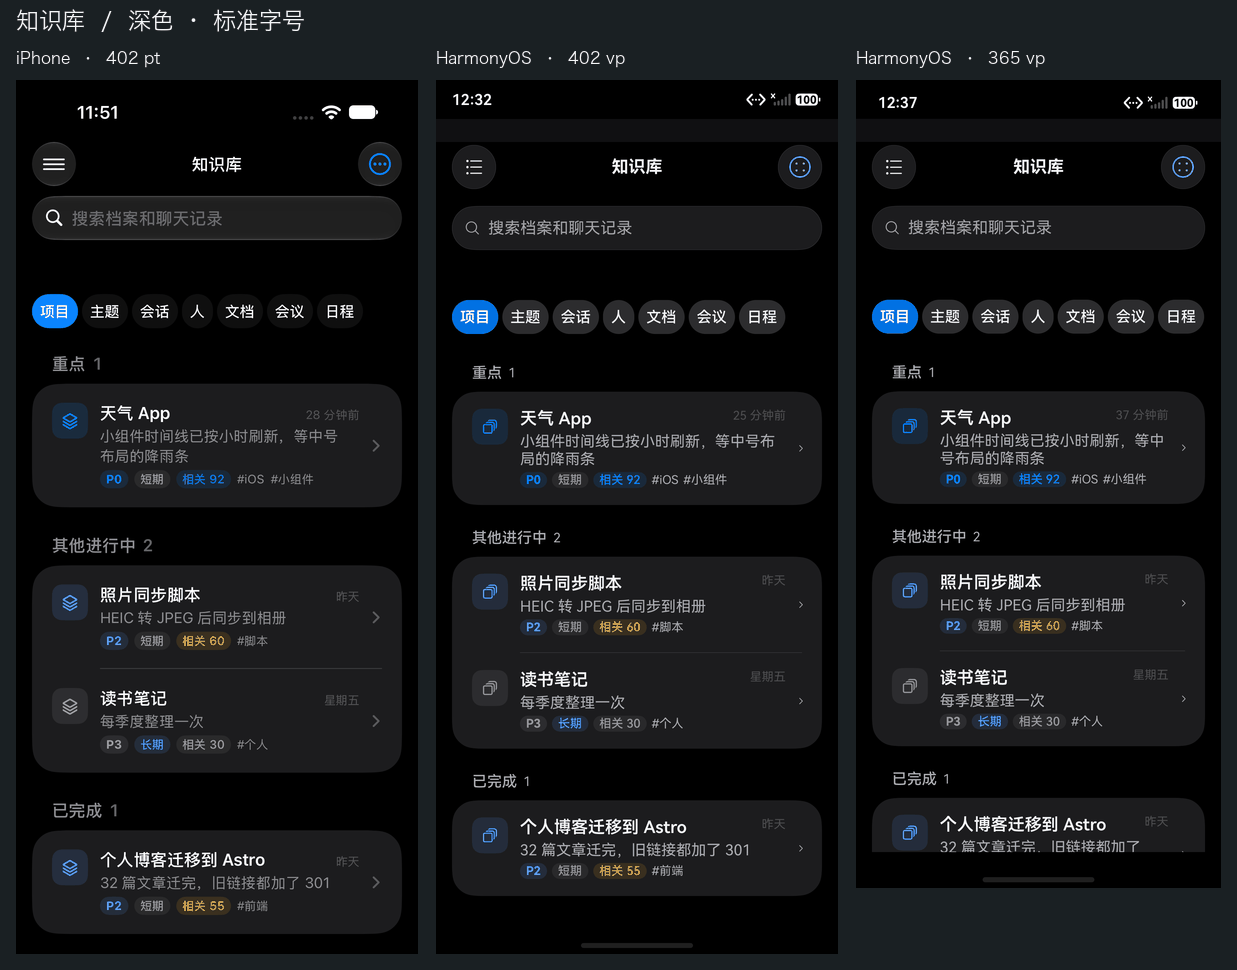 知识库 / 深色 · 标准字号
iPhone · 402 pt
11:51
知识库
搜索档案和聊天记录
项目 主题 会话 人 文档 会议 日程
重点 1
天气 App 28 分钟前
小组件时间线已按小时刷新，等中号
布局的降雨条
P0 短期 相关 92 #iOS #小组件
其他进行中 2
照片同步脚本 昨天
HEIC 转 JPEG 后同步到相册
P2 短期 相关 60 #脚本
读书笔记 星期五
每季度整理一次
P3 长期 相关 30 #个人
已完成 1
个人博客迁移到 Astro 昨天
32 篇文章迁完，旧链接都加了 301
P2 短期 相关 55 #前端
HarmonyOS · 402 vp
12:32 100
知识库
搜索档案和聊天记录
项目 主题 会话 人 文档 会议 日程
重点 1
天气 App 25 分钟前
小组件时间线已按小时刷新，等中号布
局的降雨条
P0 短期 相关 92 #iOS #小组件
其他进行中 2
照片同步脚本 昨天
HEIC 转 JPEG 后同步到相册
P2 短期 相关 60 #脚本
读书笔记 星期五
每季度整理一次
P3 长期 相关 30 #个人
已完成 1
个人博客迁移到 Astro 昨天
32 篇文章迁完，旧链接都加了 301
P2 短期 相关 55 #前端
HarmonyOS · 365 vp
12:37 100
知识库
搜索档案和聊天记录
项目 主题 会话 人 文档 会议 日程
重点 1
天气 App 37 分钟前
小组件时间线已按小时刷新，等中
号布局的降雨条
P0 短期 相关 92 #iOS #小组件
其他进行中 2
照片同步脚本 昨天
HEIC 转 JPEG 后同步到相册
P2 短期 相关 60 #脚本
读书笔记 星期五
每季度整理一次
P3 长期 相关 30 #个人
已完成 1
个人博客迁移到 Astro 昨天
32 篇文章迁完，旧链接都加了